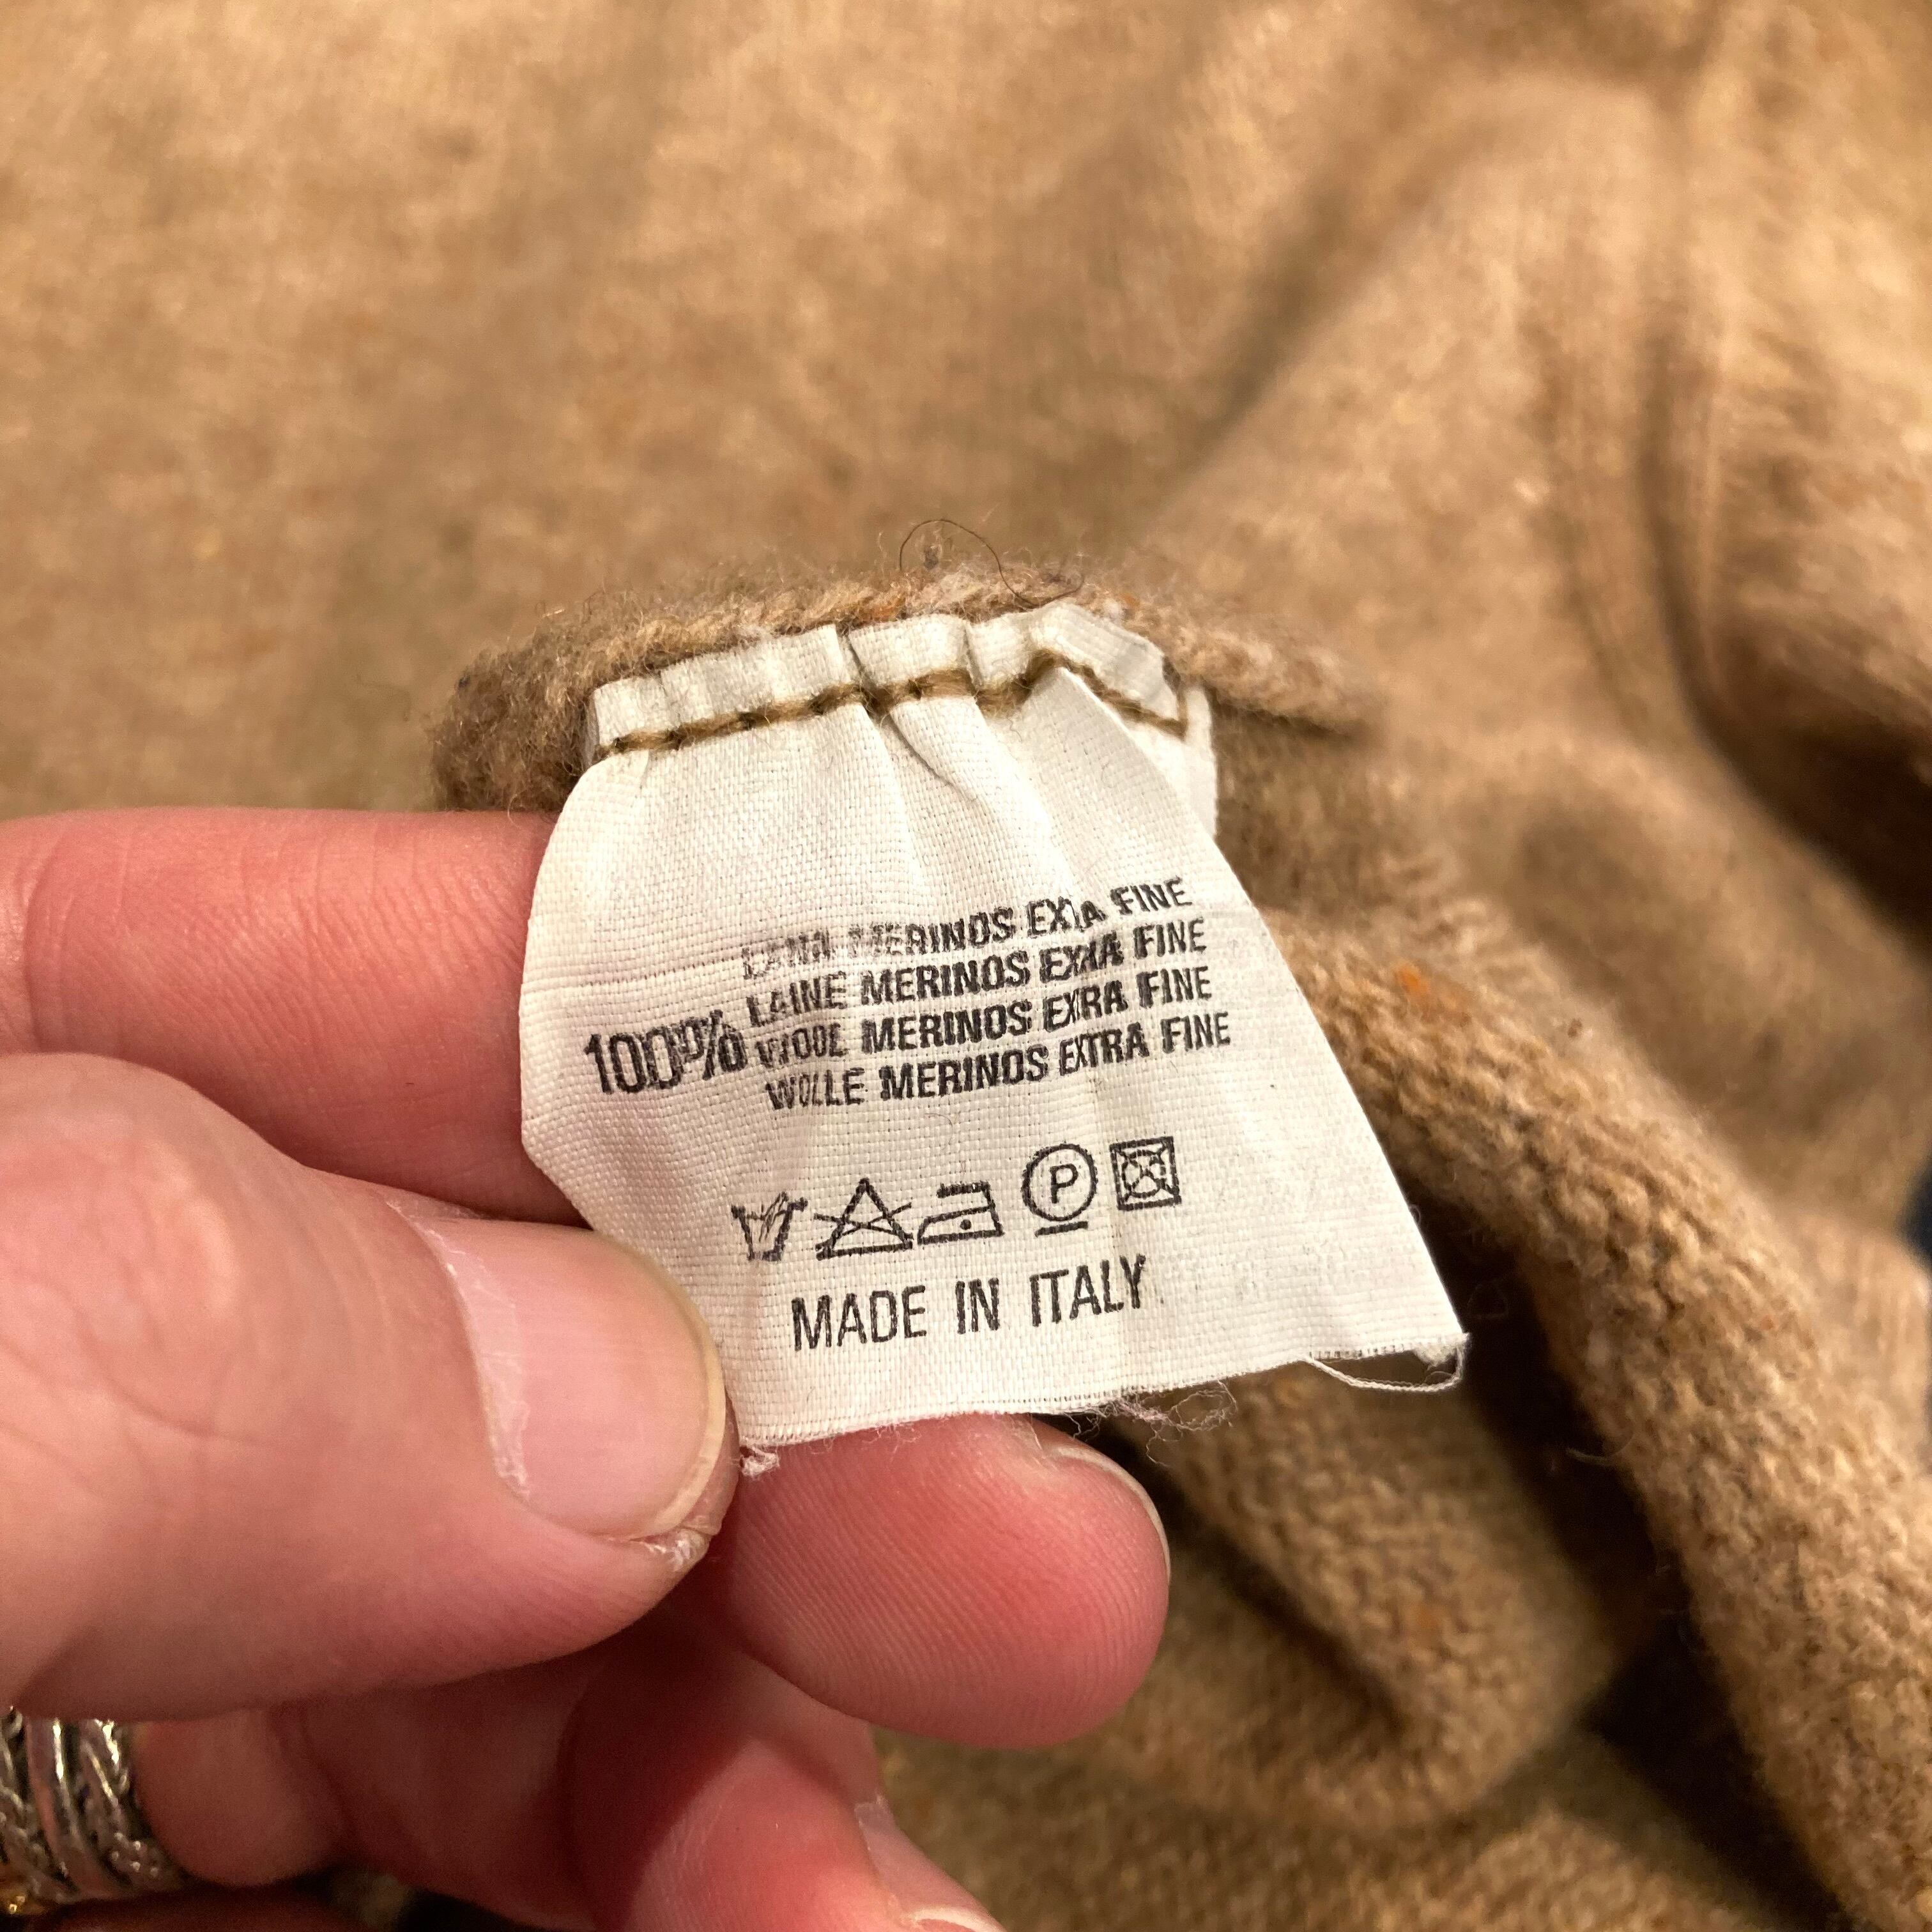 LANA MERINOS EXTRA FINE
LAINE MERINOS EXTRA FINE
100% WOOL MERINOS EXTRA FINE
WOLLE MERINOS EXTRA FINE
P
MADE IN ITALY